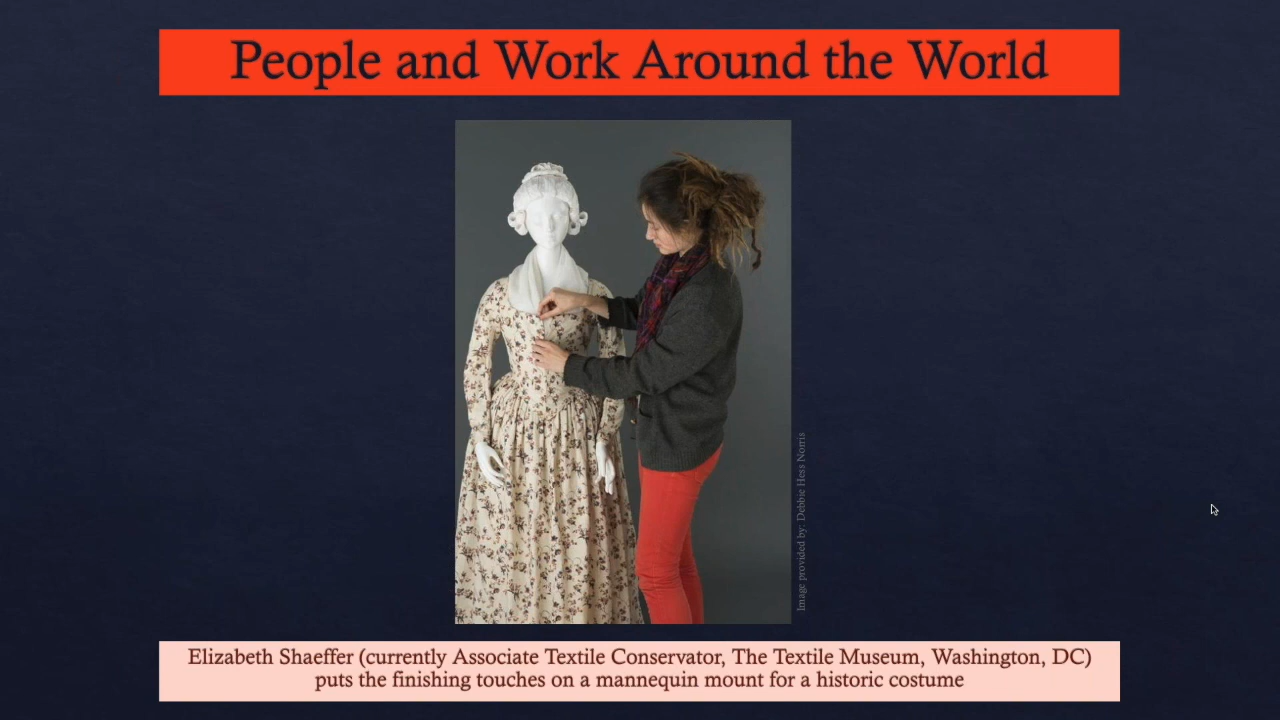 People and Work Around the World
Image provided by: Debbie Hess Norris
Elizabeth Shaeffer (currently Associate Textile Conservator, The Textile Museum, Washington, DC)
puts the finishing touches on a mannequin mount for a historic costume